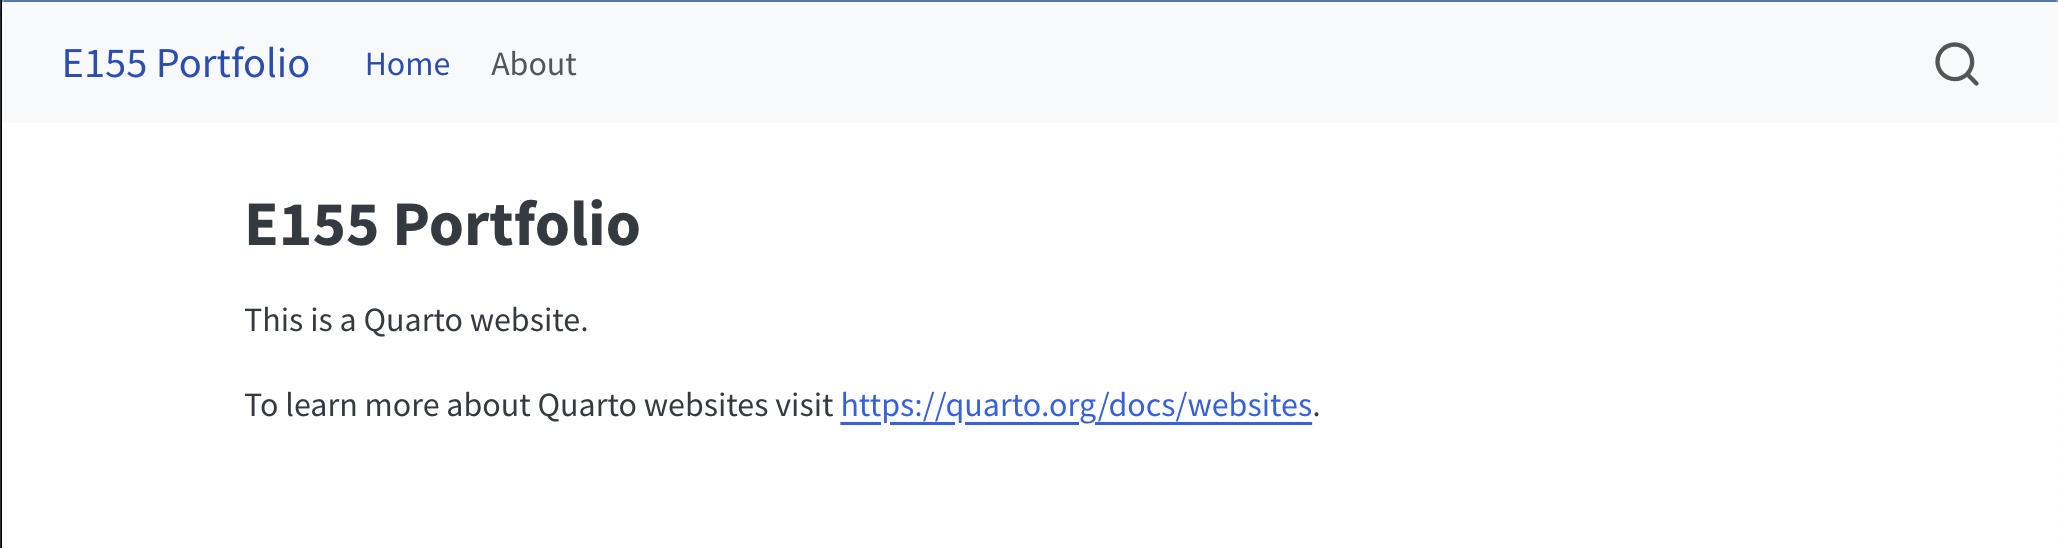 E155 Portfolio Home About
E155 Portfolio
This is a Quarto website.
To learn more about Quarto websites visit https://quarto.org/docs/websites.